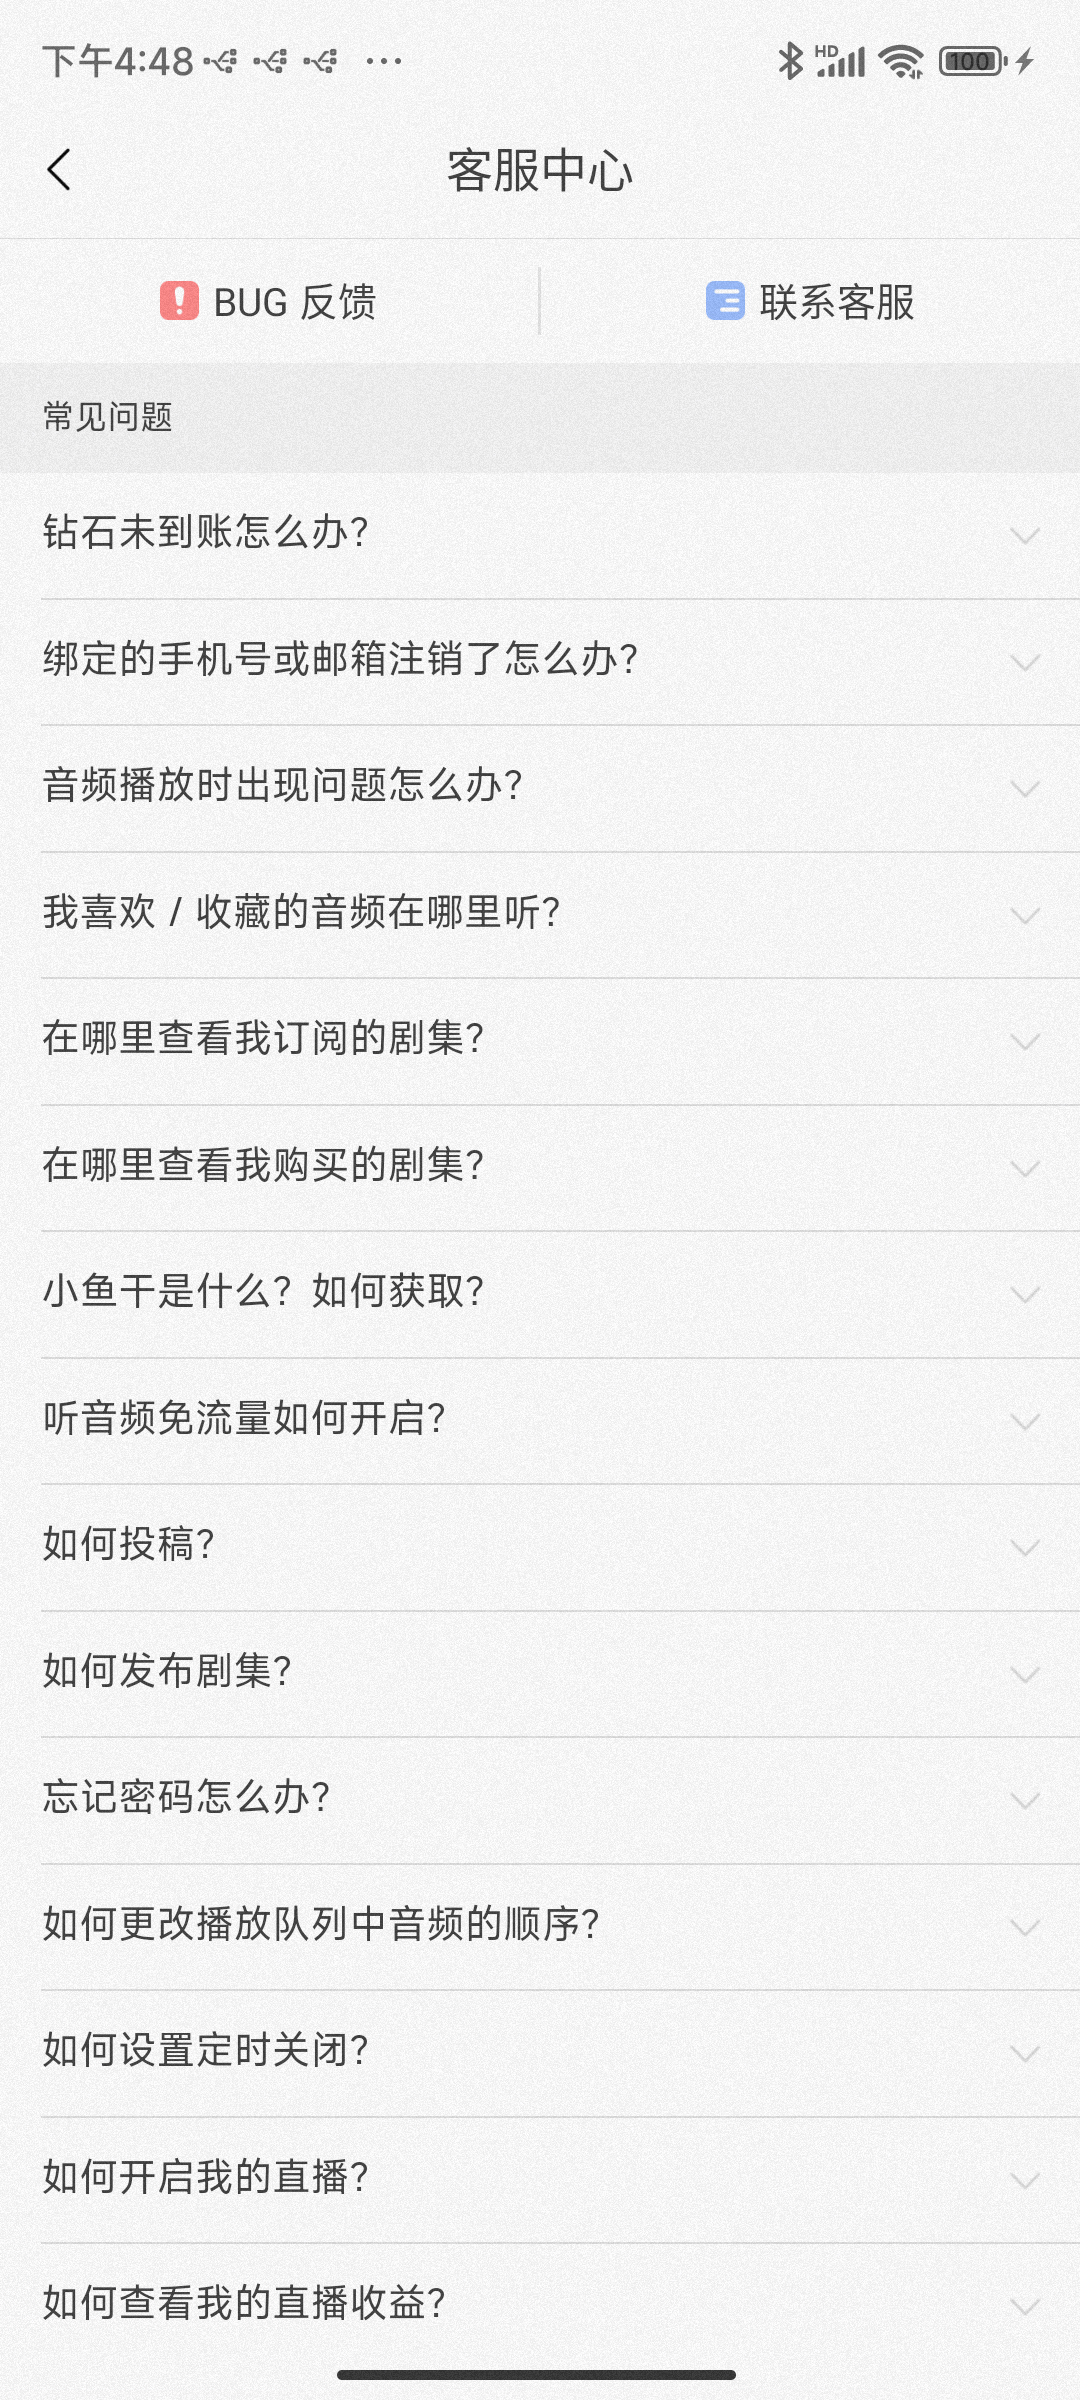 下午4:48 ...
HD
100
客服中心
BUG 反馈
联系客服
常见问题
钻石未到账怎么办？
绑定的手机号或邮箱注销了怎么办？
音频播放时出现问题怎么办？
我喜欢 / 收藏的音频在哪里听？
在哪里查看我订阅的剧集？
在哪里查看我购买的剧集？
小鱼干是什么？如何获取？
听音频免流量如何开启？
如何投稿？
如何发布剧集？
忘记密码怎么办？
如何更改播放队列中音频的顺序？
如何设置定时关闭？
如何开启我的直播？
如何查看我的直播收益？